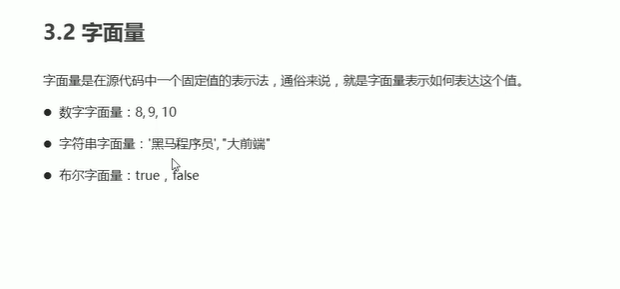 3.2 字面量
字面量是在源代码中一个固定值的表示法，通俗来说，就是字面量表示如何表达这个值。
● 数字字面量：8, 9, 10
● 字符串字面量：'黑马程序员', "大前端"
● 布尔字面量：true，false